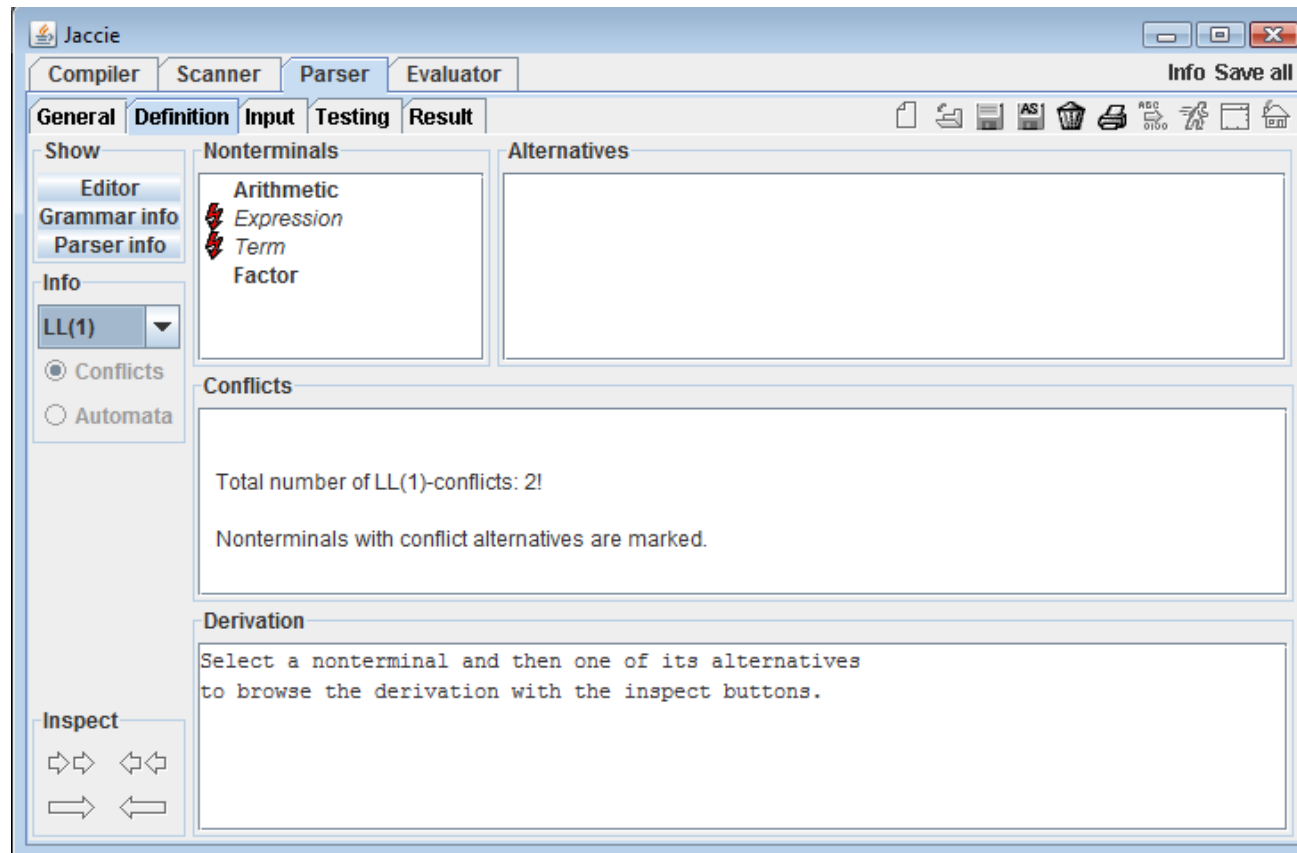 Jaccie
Compiler Scanner Parser Evaluator Info Save all
General Definition Input Testing Result
AS
ABC
0100
Show
Editor
Grammar info
Parser info
Info
LL(1)
Conflicts
Automata
Nonterminals
Arithmetic
Expression
Term
Factor
Alternatives
Conflicts
Total number of LL(1)-conflicts: 2!
Nonterminals with conflict alternatives are marked.
Derivation
Select a nonterminal and then one of its alternatives
to browse the derivation with the inspect buttons.
Inspect